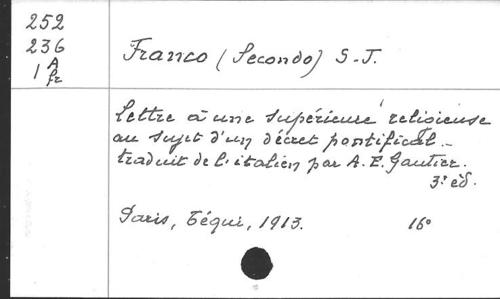 252
236
1 A
fr
Franco (Secondo) S.J.
Lettre à une supérieure religieuse
au sujet d'un décret pontifical _
traduit de l'italien par A. E. Gautier.
3e éd.
Paris, Téqui, 1913. 16°